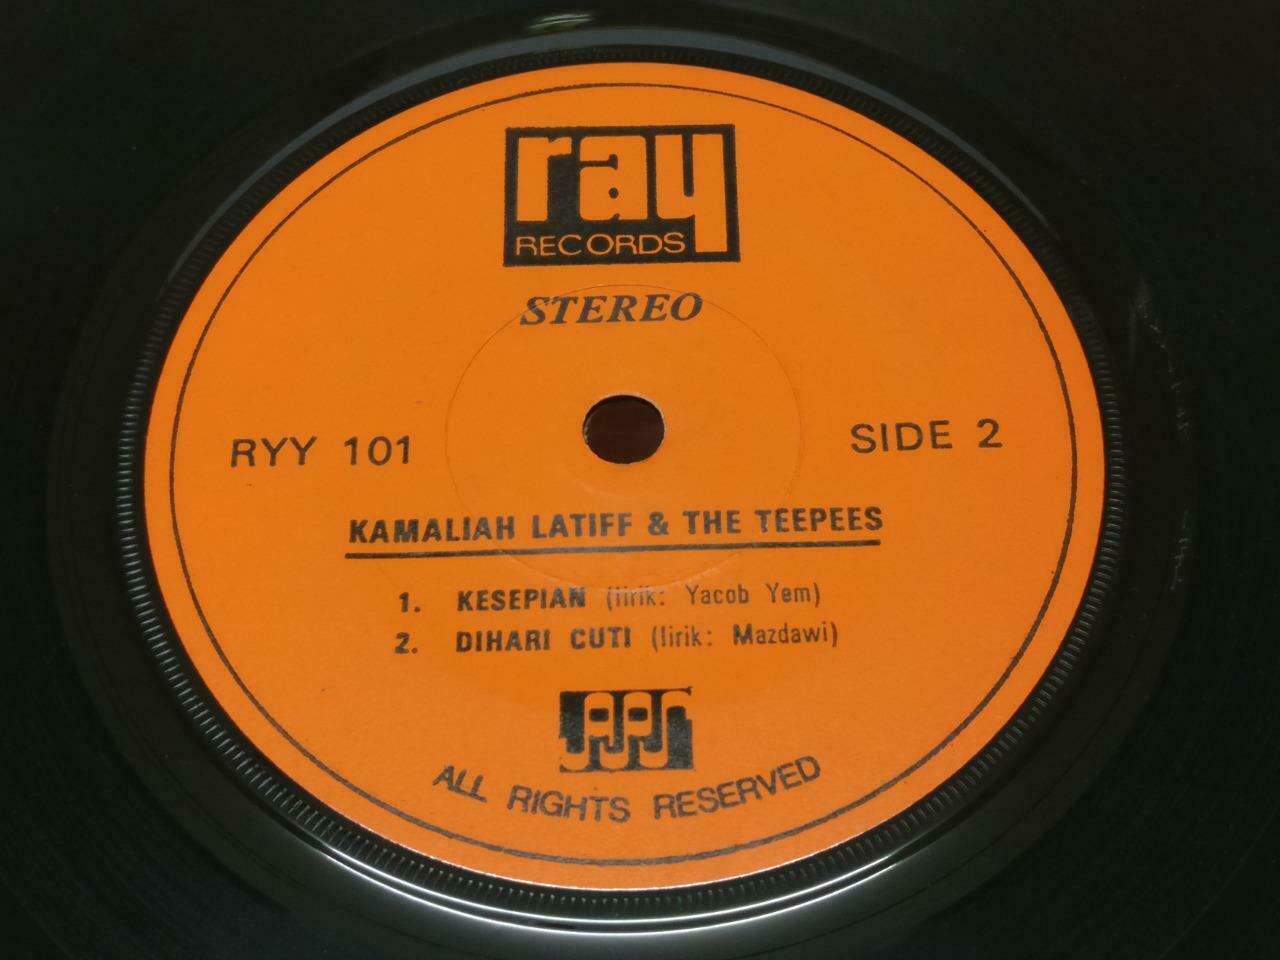 ray
RECORDS
STEREO
RYY 101
SIDE 2
KAMALIAH LATIFF & THE TEEPEES
1. KESEPIAN (lirik: Yacob Yem)
2. DIHARI CUTI (lirik: Mazdawi)
ALL RIGHTS RESERVED